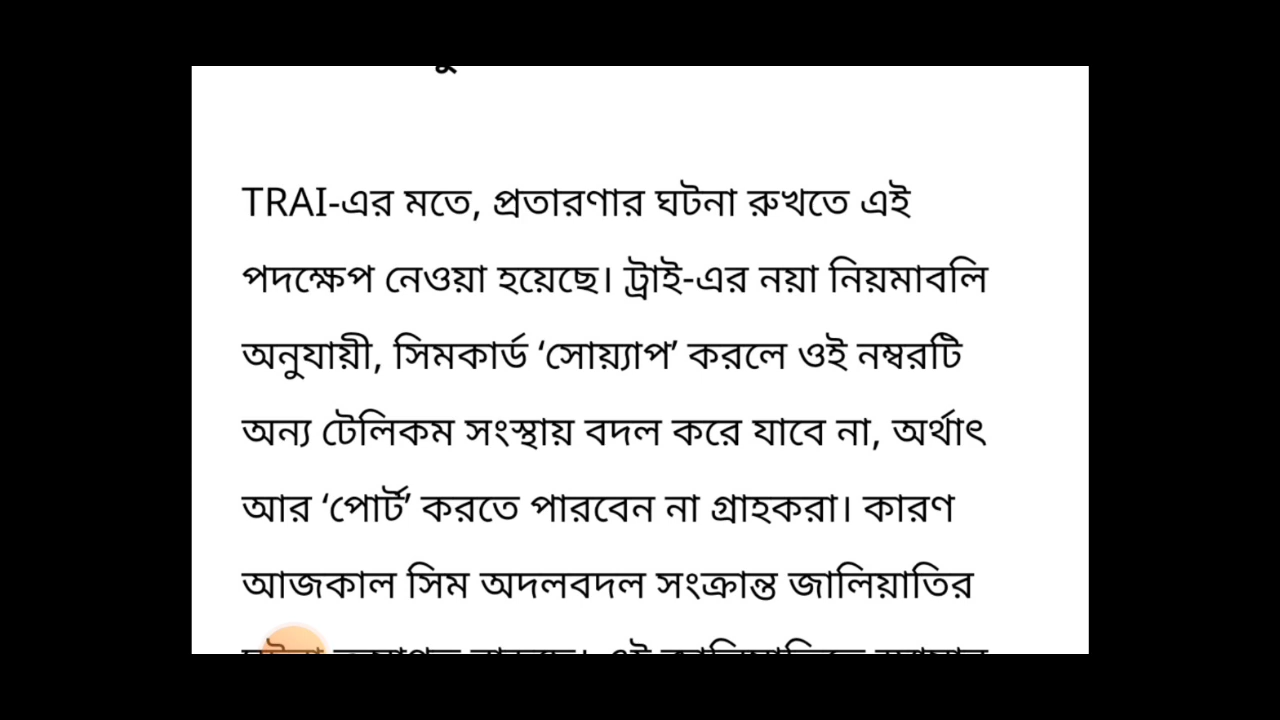 TRAI-এর মতে, প্রতারণার ঘটনা রুখতে এই
পদক্ষেপ নেওয়া হয়েছে। ট্রাই-এর নয়া নিয়মাবলি
অনুযায়ী, সিমকার্ড ‘সোয়্যাপ’ করলে ওই নম্বরটি
অন্য টেলিকম সংস্থায় বদল করে যাবে না, অর্থাৎ
আর ‘পোর্ট’ করতে পারবেন না গ্রাহকরা। কারণ
আজকাল সিম অদলবদল সংক্রান্ত জালিয়াতির